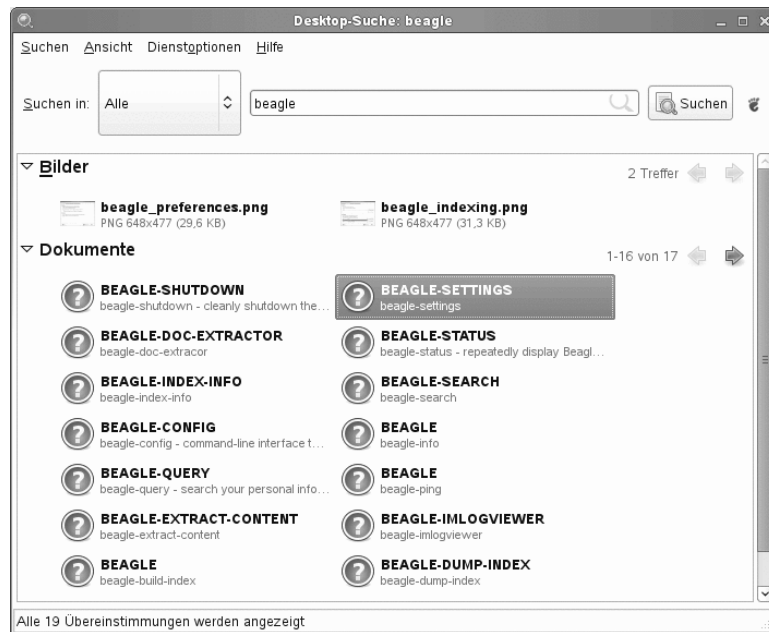 Desktop-Suche: beagle
Suchen Ansicht Dienstoptionen Hilfe
Suchen in: Alle beagle Suchen
Bilder 2 Treffer
beagle_preferences.png beagle_indexing.png
PNG 648x477 (29,6 KB) PNG 648x477 (31,3 KB)
Dokumente 1-16 von 17
BEAGLE-SHUTDOWN BEAGLE-SETTINGS
beagle-shutdown - cleanly shutdown the... beagle-settings
BEAGLE-DOC-EXTRACTOR BEAGLE-STATUS
beagle-doc-extracor beagle-status - repeatedly display Beagl...
BEAGLE-INDEX-INFO BEAGLE-SEARCH
beagle-index-info beagle-search
BEAGLE-CONFIG BEAGLE
beagle-config - command-line interface t... beagle-info
BEAGLE-QUERY BEAGLE
beagle-query - search your personal info... beagle-ping
BEAGLE-EXTRACT-CONTENT BEAGLE-IMLOGVIEWER
beagle-extract-content beagle-imlogviewer
BEAGLE BEAGLE-DUMP-INDEX
beagle-build-index beagle-dump-index
Alle 19 Übereinstimmungen werden angezeigt